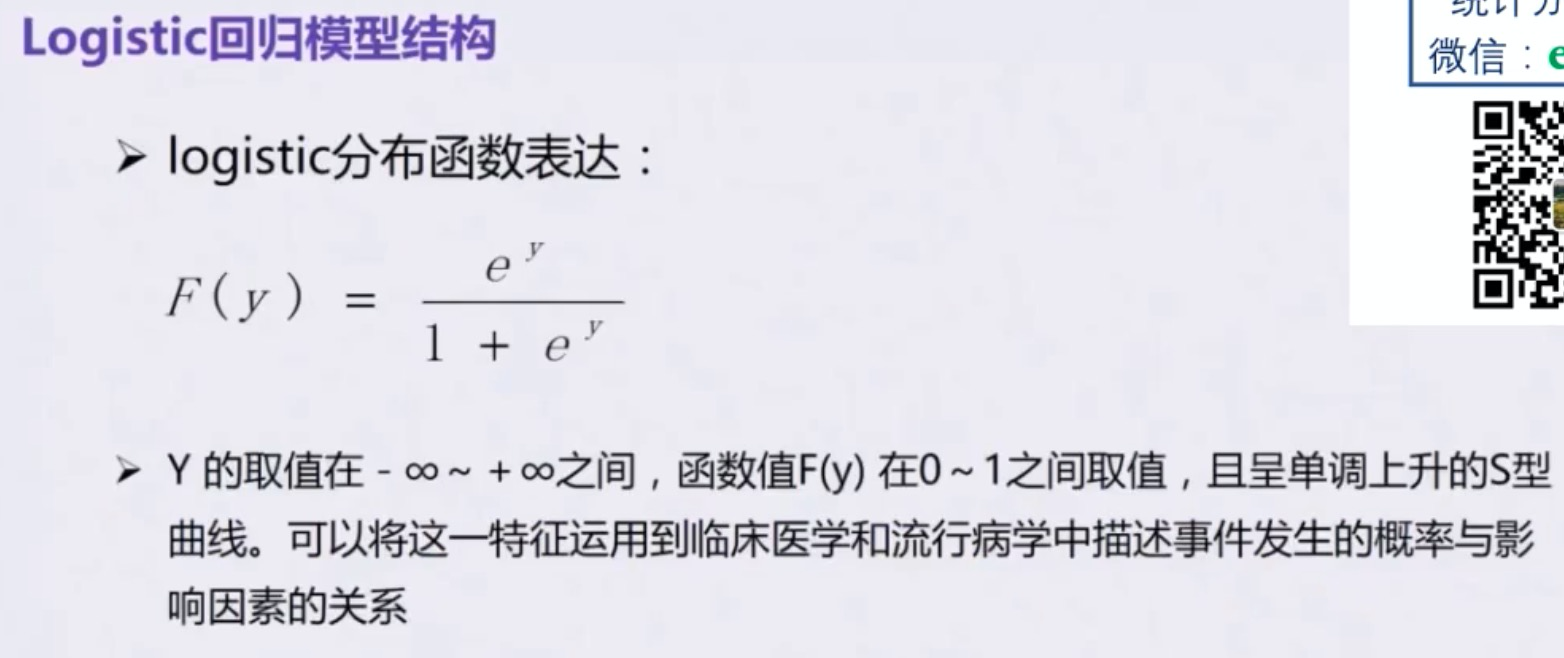 Logistic回归模型结构
微信：
➤ logistic分布函数表达：
F(y) = e^y / (1 + e^y)
➤ Y 的取值在 - ∞ ~ + ∞之间，函数值F(y) 在0 ~ 1之间取值，且呈单调上升的S型
曲线。可以将这一特征运用到临床医学和流行病学中描述事件发生的概率与影
响因素的关系